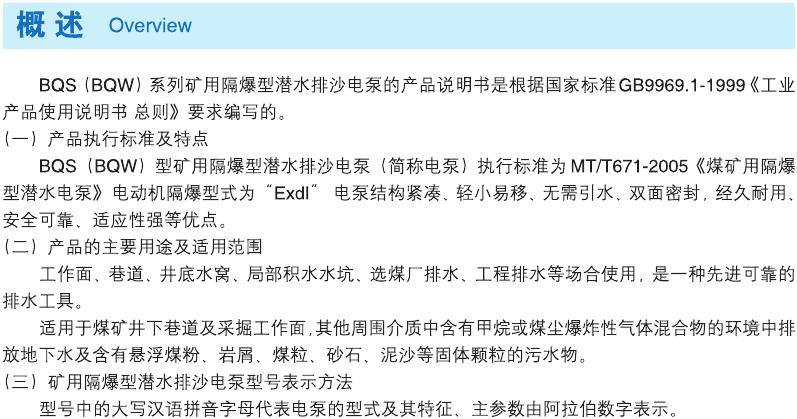 概述 Overview
BQS（BQW）系列矿用隔爆型潜水排沙电泵的产品说明书是根据国家标准GB9969.1-1999《工业
产品使用说明书 总则》要求编写的。
（一）产品执行标准及特点
BQS（BQW）型矿用隔爆型潜水排沙电泵（简称电泵）执行标准为MT/T671-2005《煤矿用隔爆
型潜水电泵》电动机隔爆型式为“ExdI” 电泵结构紧凑、轻小易移、无需引水、双面密封，经久耐用、
安全可靠、适应性强等优点。
（二）产品的主要用途及适用范围
工作面、巷道、井底水窝、局部积水水坑、选煤厂排水、工程排水等场合使用，是一种先进可靠的
排水工具。
适用于煤矿井下巷道及采掘工作面，其他周围介质中含有甲烷或煤尘爆炸性气体混合物的环境中排
放地下水及含有悬浮煤粉、岩屑、煤粒、砂石、泥沙等固体颗粒的污水物。
（三）矿用隔爆型潜水排沙电泵型号表示方法
型号中的大写汉语拼音字母代表电泵的型式及其特征、主参数由阿拉伯数字表示。